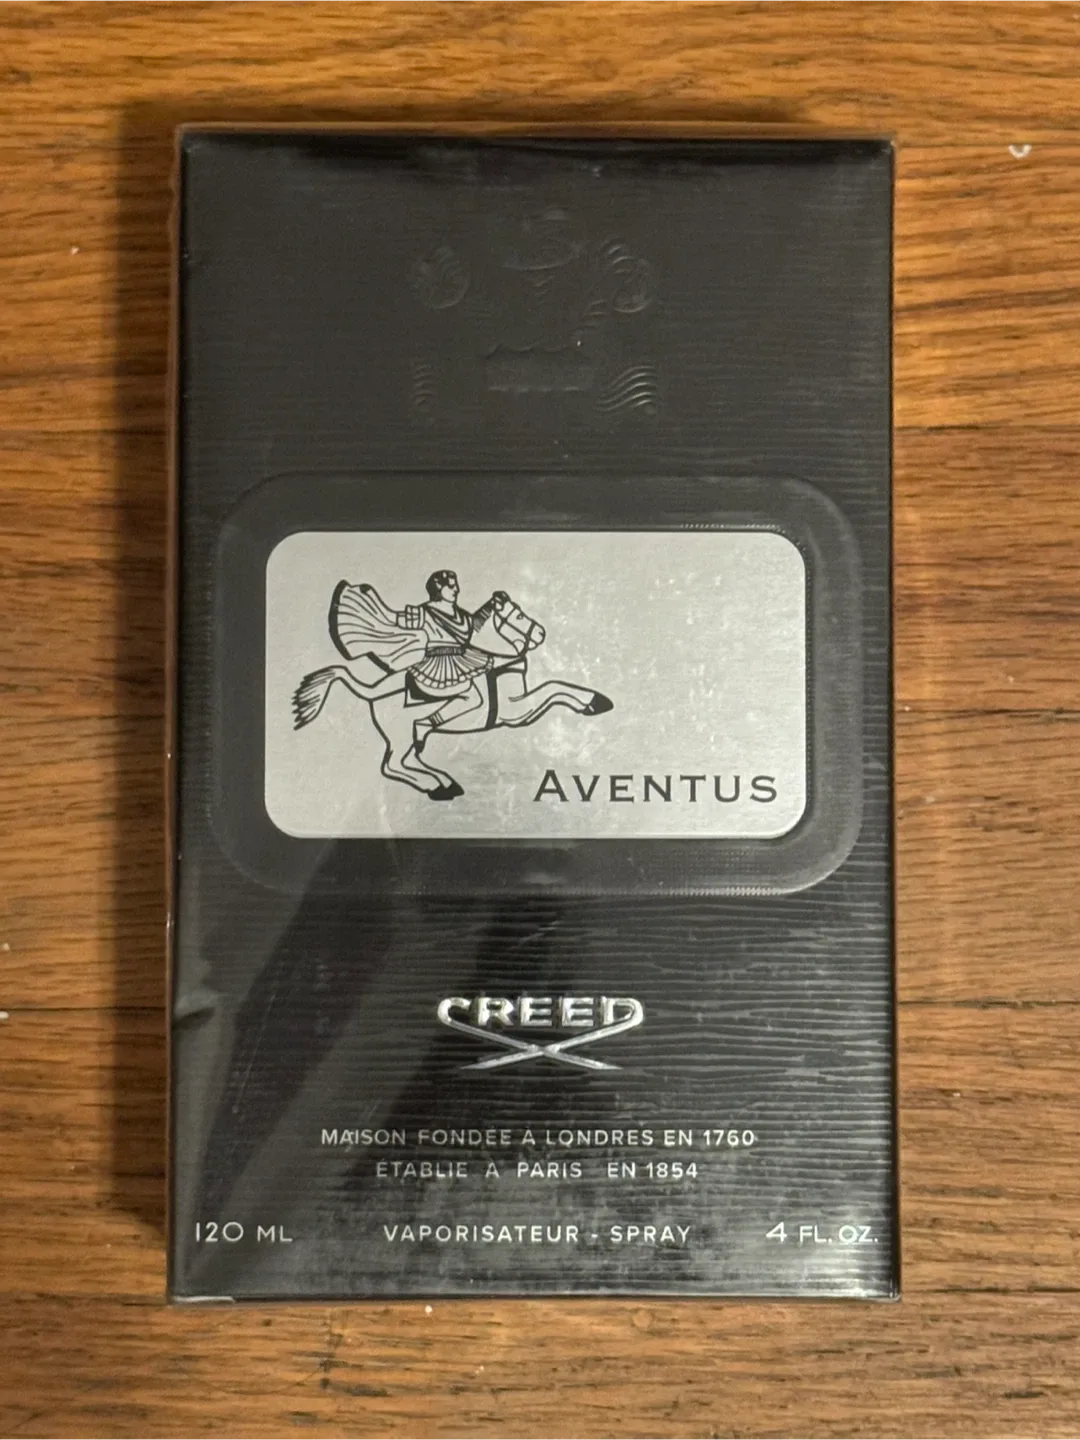 AVENTUS
CREED
MAISON FONDÉE À LONDRES EN 1760
ÉTABLIE À PARIS EN 1854
120 ML VAPORISATEUR - SPRAY 4 FL. OZ.